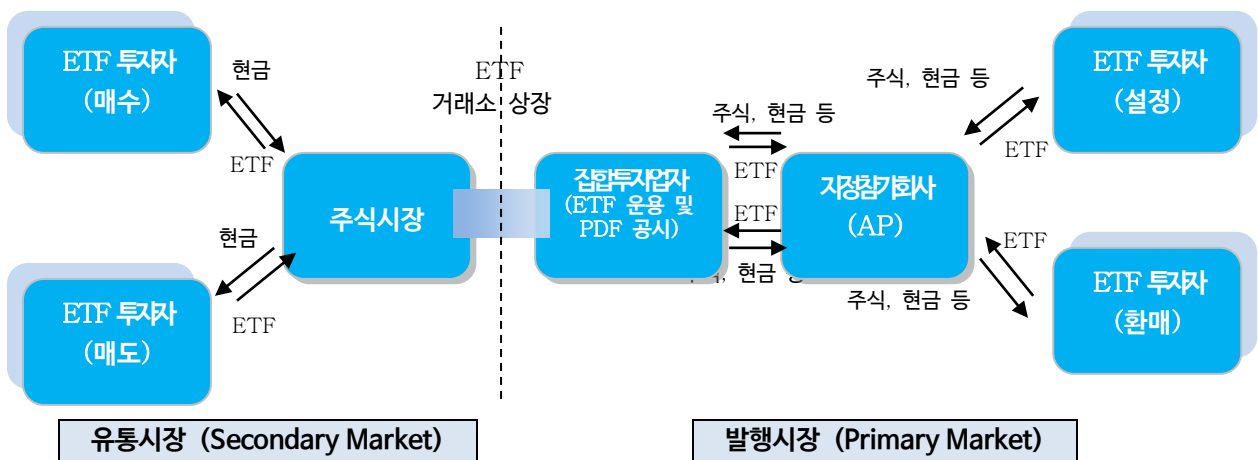 ETF 투자자
(매수)
현금
ETF
ETF 투자자
(매도)
현금
ETF
주식시장
ETF
거래소 상장
집합투자업자
(ETF 운용 및
PDF 공시)
주식, 현금 등
ETF
ETF
현금
지정참가회사
(AP)
주식, 현금 등
ETF
ETF 투자자
(설정)
ETF
주식, 현금 등
ETF 투자자
(환매)
유통시장 (Secondary Market)
발행시장 (Primary Market)